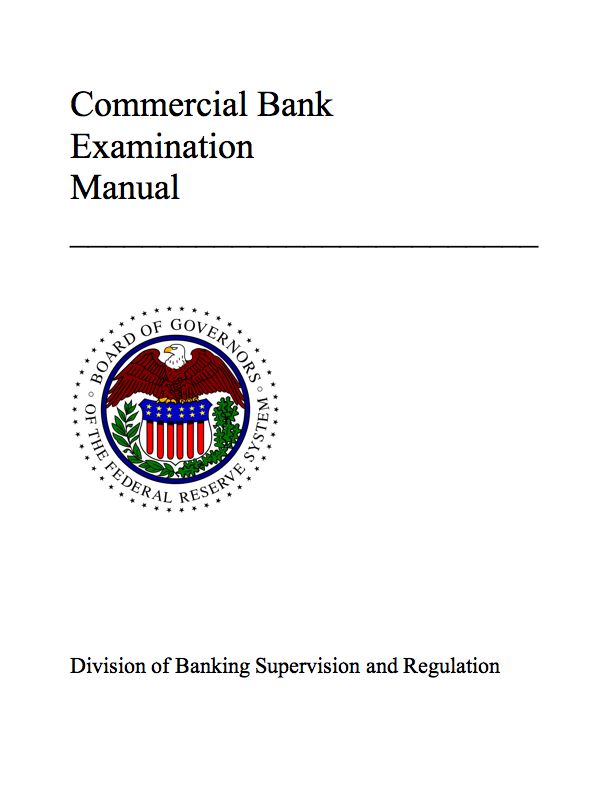 Commercial Bank
Examination
Manual
BOARD OF GOVERNORS
OF THE FEDERAL RESERVE SYSTEM
Division of Banking Supervision and Regulation